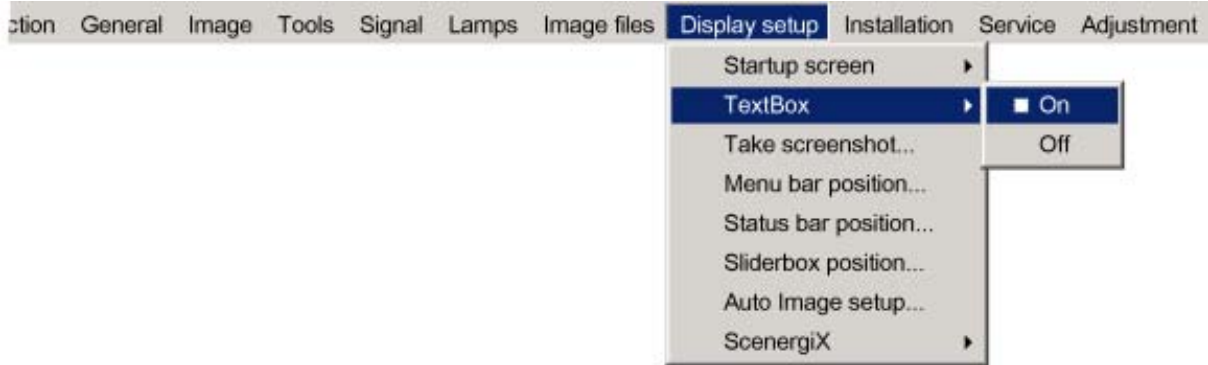 ction General Image Tools Signal Lamps Image files Display setup Installation Service Adjustment
Startup screen
TextBox
On
Take screenshot...
Off
Menu bar position...
Status bar position...
Sliderbox position...
Auto Image setup...
ScenergiX